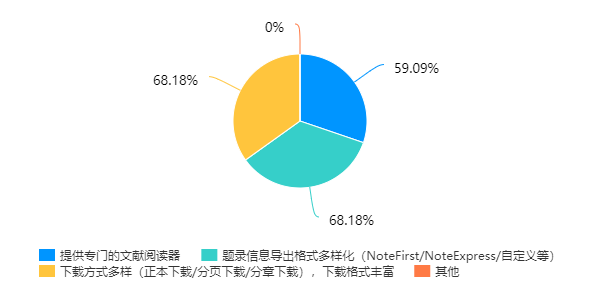 0%
59.09%
68.18%
68.18%
提供专门的文献阅读器 题录信息导出格式多样化（NoteFirst/NoteExpress/自定义等）
下载方式多样（正本下载/分页下载/分章下载），下载格式丰富 其他